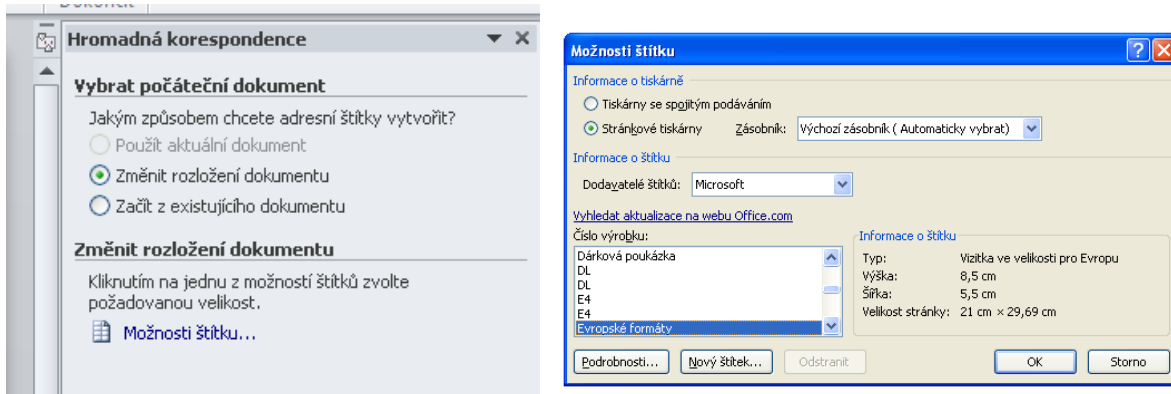 Hromadná korespondence
Vybrat počáteční dokument
Jakým způsobem chcete adresní štítky vytvořit?
Použít aktuální dokument
Změnit rozložení dokumentu
Začít z existujícího dokumentu
Změnit rozložení dokumentu
Kliknutím na jednu z možností štítků zvolte
požadovanou velikost.
Možnosti štítku...
Možnosti štítku
Informace o tiskárně
Tiskárny se spojitým podáváním
Stránkové tiskárny Zásobník: Výchozí zásobník ( Automaticky vybrat)
Informace o štítku
Dodavatelé štítků: Microsoft
Vyhledat aktualizace na webu Office.com
Číslo výrobku:
Dárková poukázka
DL
DL
E4
E4
Evropské formáty
Informace o štítku
Typ: Vizitka ve velikosti pro Evropu
Výška: 8,5 cm
Šířka: 5,5 cm
Velikost stránky: 21 cm × 29,69 cm
Podrobnosti... Nový štítek... Odstranit OK Storno